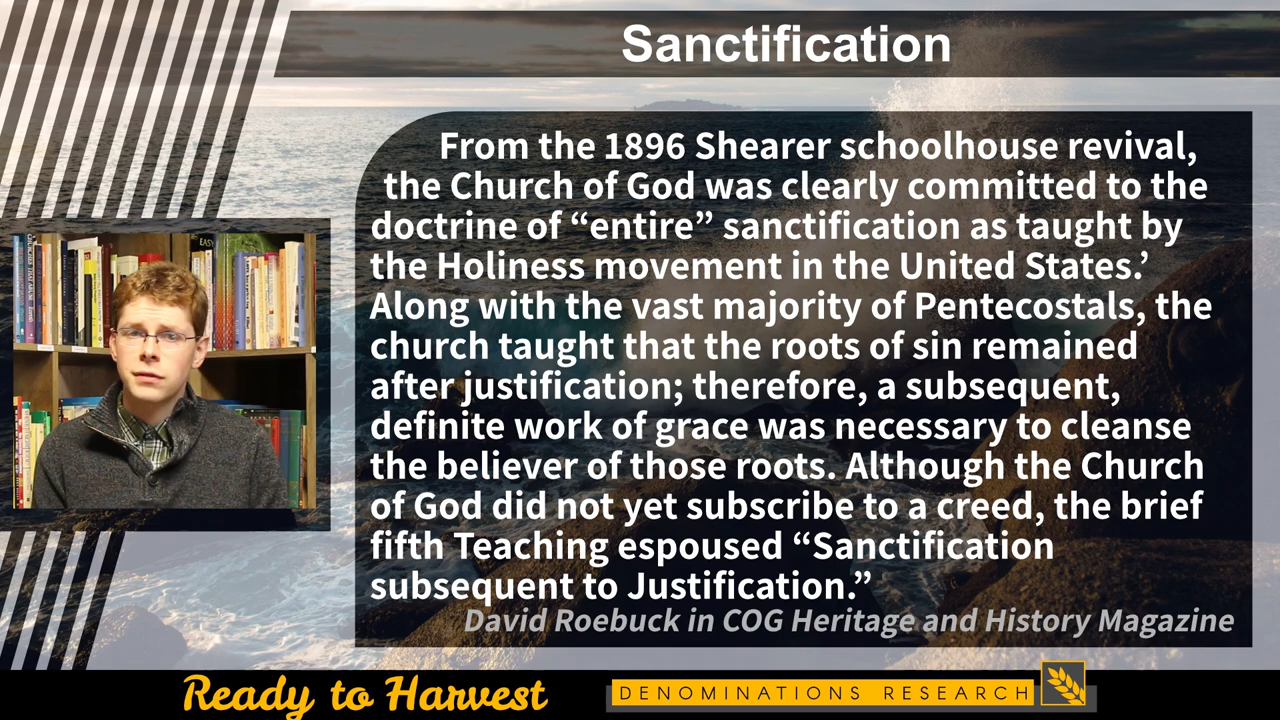 Sanctification
From the 1896 Shearer schoolhouse revival,
the Church of God was clearly committed to the
doctrine of “entire” sanctification as taught by
the Holiness movement in the United States.’
Along with the vast majority of Pentecostals, the
church taught that the roots of sin remained
after justification; therefore, a subsequent,
definite work of grace was necessary to cleanse
the believer of those roots. Although the Church
of God did not yet subscribe to a creed, the brief
fifth Teaching espoused “Sanctification
subsequent to Justification.”
David Roebuck in COG Heritage and History Magazine
Ready to Harvest
DENOMINATIONS RESEARCH